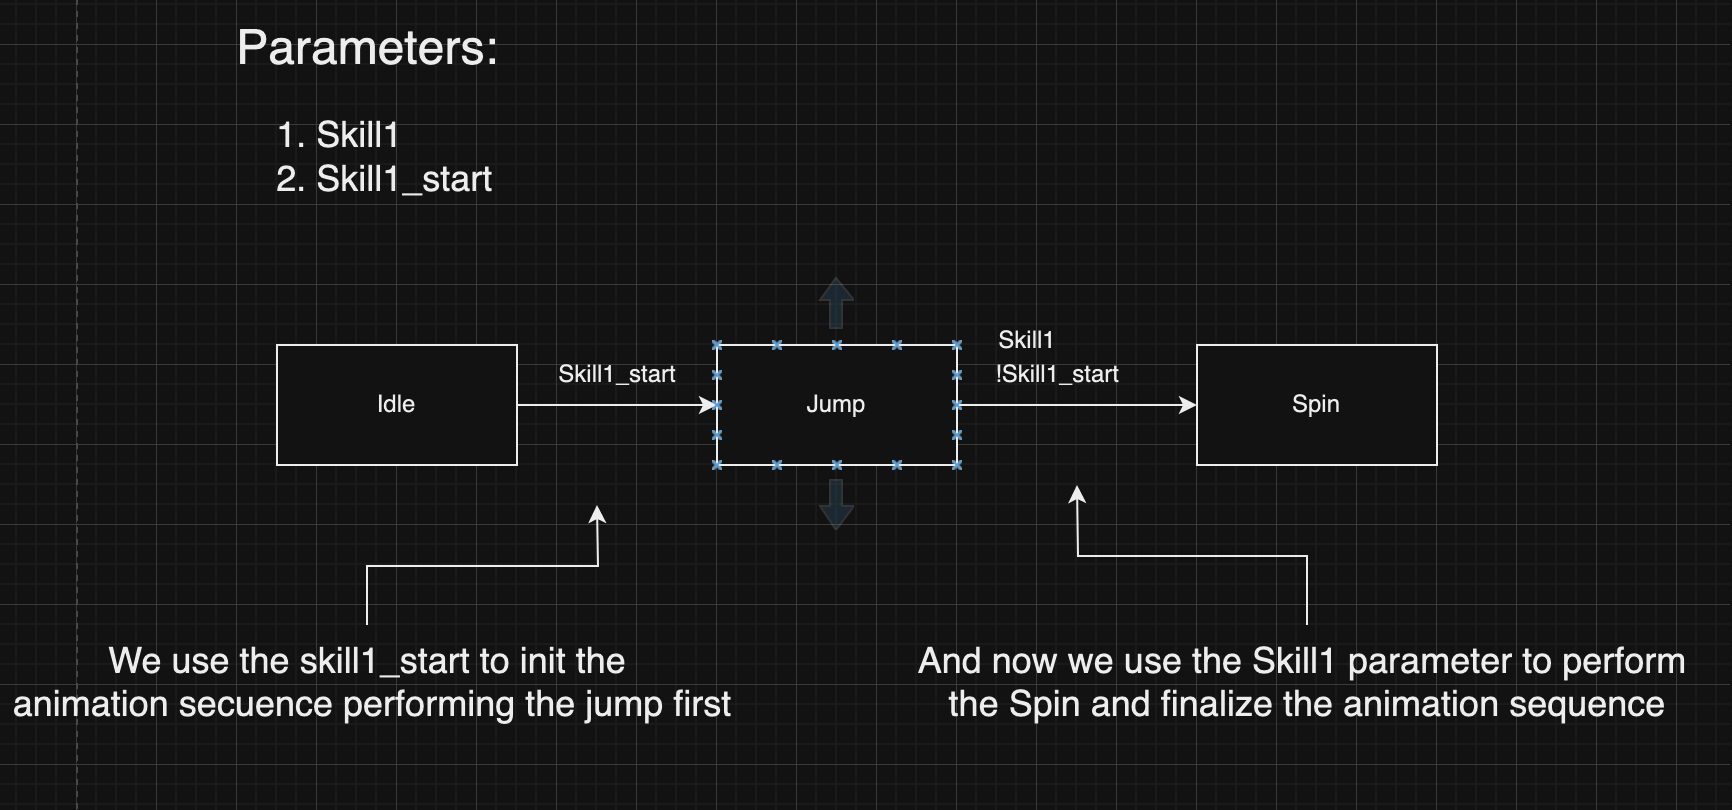 Parameters:
1. Skill1
2. Skill1_start
Idle
Skill1_start
Jump
Skill1
!Skill1_start
Spin
We use the skill1_start to init the
animation secuence performing the jump first
And now we use the Skill1 parameter to perform
the Spin and finalize the animation sequence